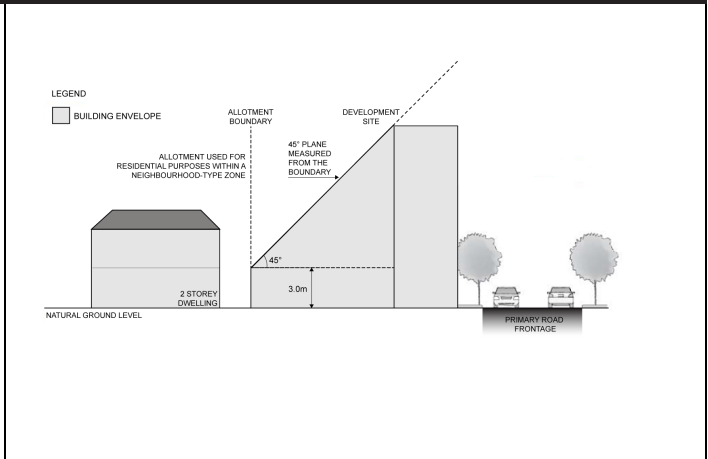 LEGEND
BUILDING ENVELOPE
ALLOTMENT
BOUNDARY
DEVELOPMENT
SITE
ALLOTMENT USED FOR
RESIDENTIAL PURPOSES WITHIN A
NEIGHBOURHOOD-TYPE ZONE
45° PLANE
MEASURED
FROM THE
BOUNDARY
45°
3.0m
2 STOREY
DWELLING
NATURAL GROUND LEVEL
PRIMARY ROAD
FRONTAGE